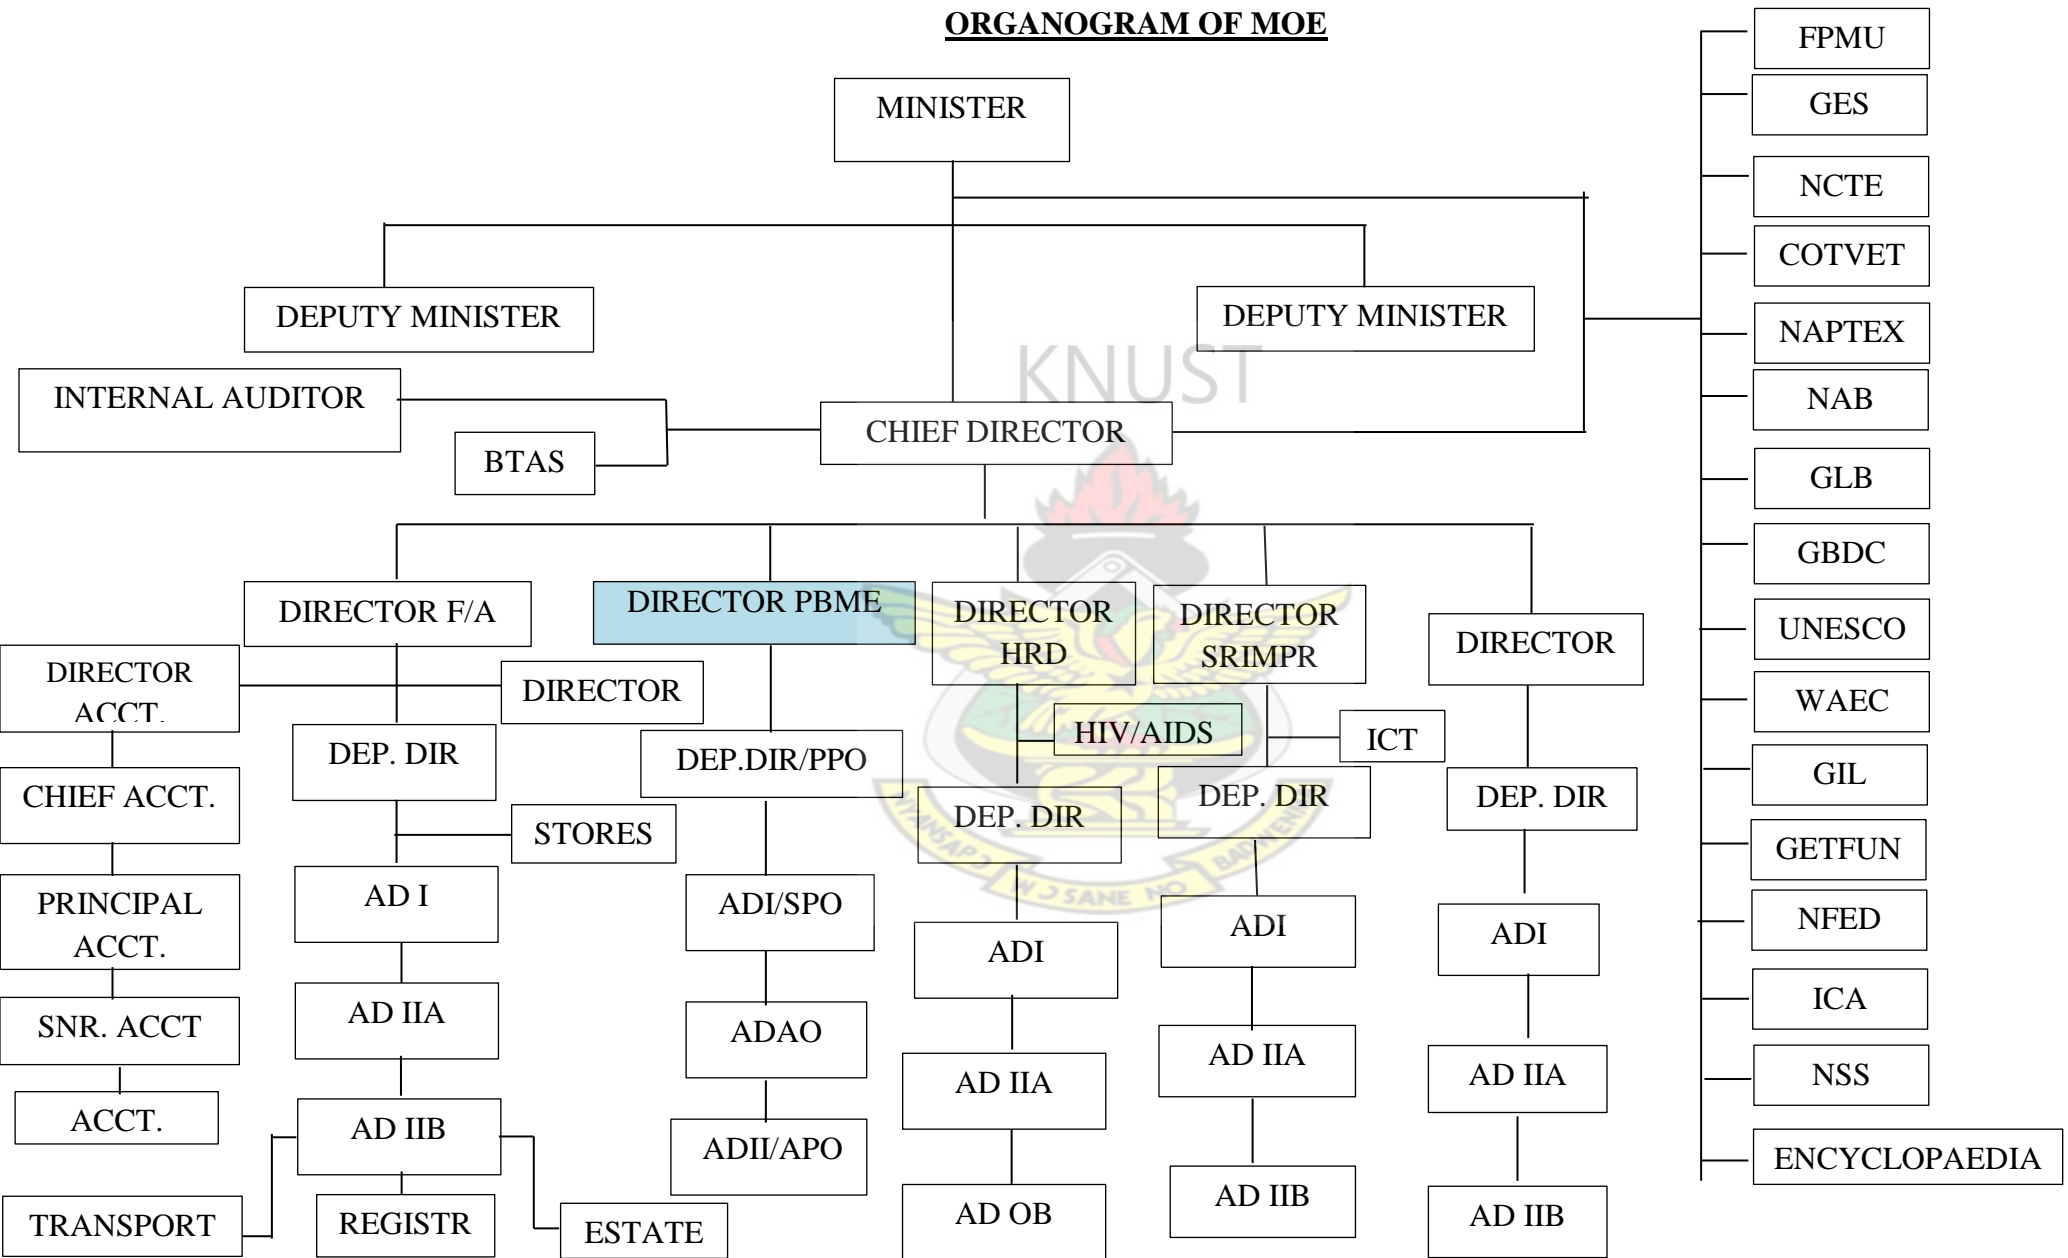 ORGANOGRAM OF MOE
MINISTER
DEPUTY MINISTER
DEPUTY MINISTER
INTERNAL AUDITOR
BTAS
CHIEF DIRECTOR
KNUST
DIRECTOR F/A
DIRECTOR PBME
DIRECTOR
HRD
DIRECTOR
SRIMPR
DIRECTOR
DIRECTOR
ACCT.
DIRECTOR
CHIEF ACCT.
PRINCIPAL
ACCT.
SNR. ACCT
ACCT.
DEP. DIR
STORES
AD I
AD IIA
AD IIB
TRANSPORT
REGISTR
ESTATE
DEP.DIR/PPO
ADI/SPO
ADAO
ADII/APO
HIV/AIDS
DEP. DIR
ADI
AD IIA
AD OB
ICT
DEP. DIR
ADI
AD IIA
AD IIB
DEP. DIR
ADI
AD IIA
AD IIB
FPMU
GES
NCTE
COTVET
NAPTEX
NAB
GLB
GBDC
UNESCO
WAEC
GIL
GETFUN
NFED
ICA
NSS
ENCYCLOPAEDIA
NYANSAPƆ WƆSANE NO BADWENMA